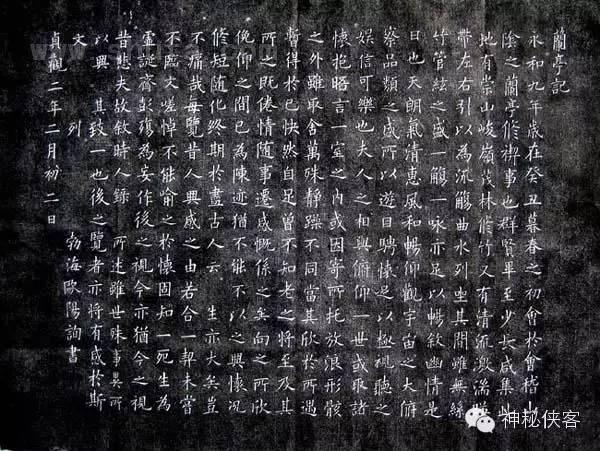 蘭亭記
永和九年歲在癸丑暮春之初會於會稽山
陰之蘭亭修禊事也群賢畢至少長咸集此
地有崇山峻嶺茂林修竹又有清流激湍暎
帶左右引以為流觴曲水列坐其間雖無絲
竹管絃之盛一觴一咏亦足以暢敘幽情是
日也天朗氣清惠風和暢仰觀宇宙之大俯
察品類之盛所以遊目騁懷足以極視聽之
娛信可樂也夫人之相與俯仰一世或取諸
懷抱晤言一室之內或因寄所托放浪形骸
之外雖取舍萬殊靜躁不同當其欣於所遇
暫得於己快然自足曾不知老之將至及其
所之既倦情隨事遷感慨係之矣向之所欣
俛仰之間已為陳迹猶不能不以之興懷況
修短隨化終期於盡古人云 生亦大矣豈
不痛哉每覽昔人興感之由若合一契未嘗
不臨文嗟悼不能喻之於懷固知一死生為
虛誕齊彭殤為妄作後之視今亦猶今之視
昔悲夫故敘時人錄 所述雖世殊事異所
以興 其致一也後之覽者亦將有感於斯
文 列 勃海歐陽詢書
貞觀二年二月初二日
神秘侠客